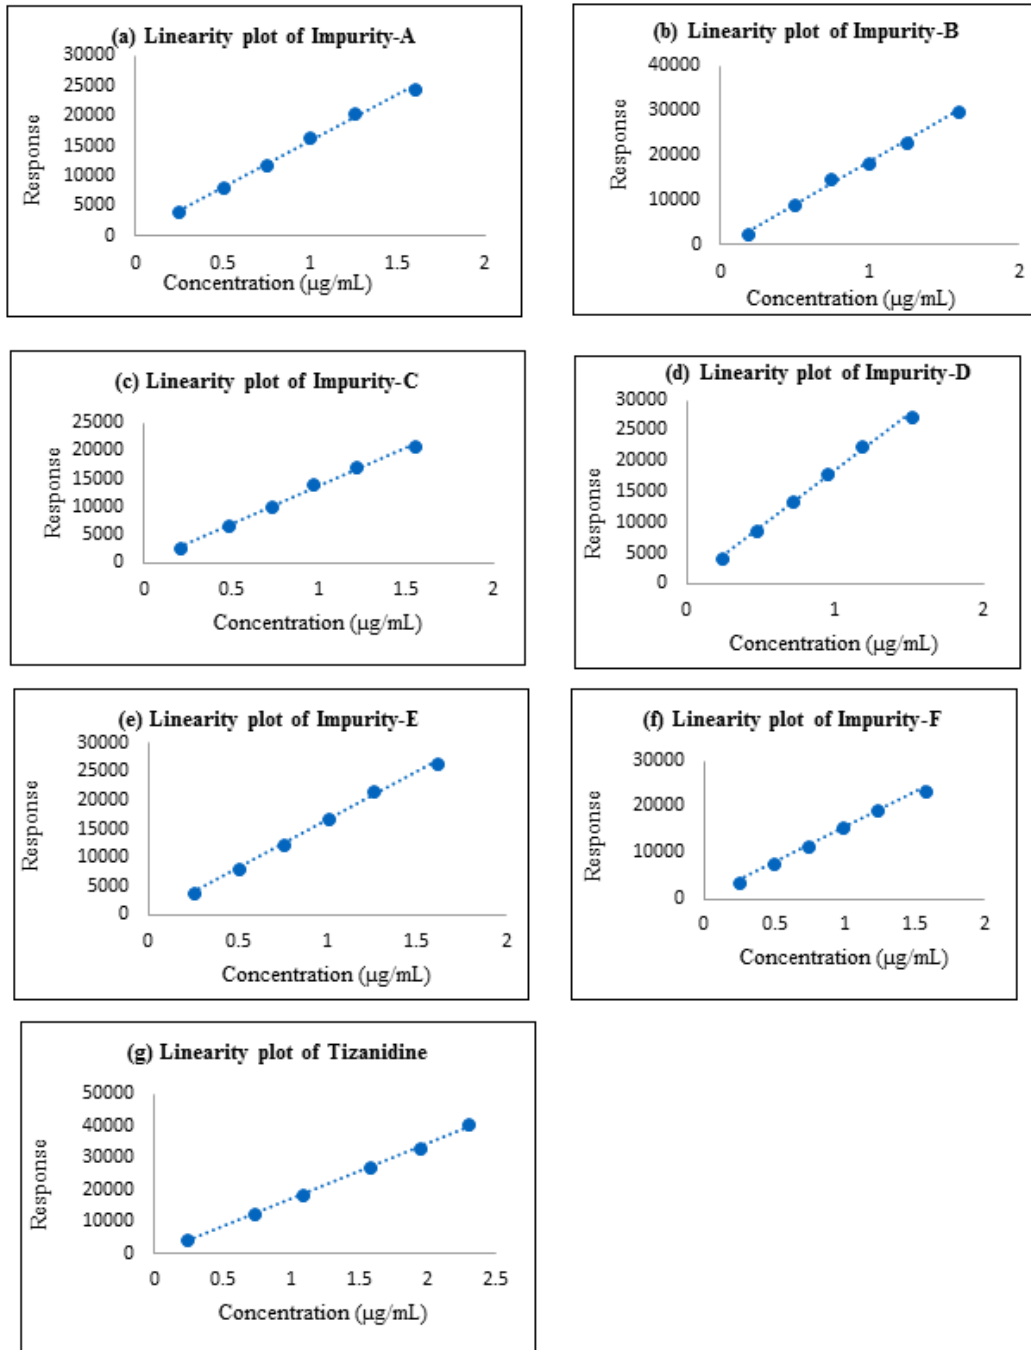 (a) Linearity plot of Impurity-A
30000
25000
20000
15000
10000
5000
0
Response
0 0.5 1 1.5 2
Concentration (µg/mL)
(b) Linearity plot of Impurity-B
40000
30000
20000
10000
0
Response
0 1 2
Concentration (µg/mL)
(c) Linearity plot of Impurity-C
25000
20000
15000
10000
5000
0
Response
0 0.5 1 1.5 2
Concentration (µg/mL)
(d) Linearity plot of Impurity-D
30000
25000
20000
15000
10000
5000
0
Response
0 1 2
Concentration (µg/mL)
(e) Linearity plot of Impurity-E
30000
25000
20000
15000
10000
5000
0
Response
0 0.5 1 1.5 2
Concentration (µg/mL)
(f) Linearity plot of Impurity-F
30000
20000
10000
0
Response
0 0.5 1 1.5 2
Concentration (µg/mL)
(g) Linearity plot of Tizanidine
50000
40000
30000
20000
10000
0
Response
0 0.5 1 1.5 2 2.5
Concentration (µg/mL)